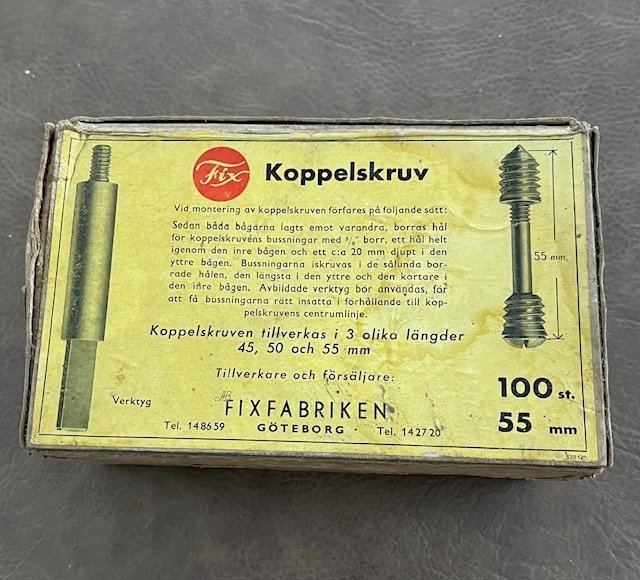 Fix
Koppelskruv
Vid montering av koppelskruven förfares på följande sätt:
Sedan båda bågarna lagts emot varandra, borras hål
för koppelskruvens bussningar med ³/₈" borr, ett hål helt
igenom den inre bågen och ett c:a 20 mm djupt i den
yttre bågen. Bussningarna iskruvas i de sålunda bor-
rade hålen, den längsta i den yttre och den kortare i
den inre bågen. Avbildade verktyg bör användas, för
att få bussningarna rätt insatta i förhållande till kop-
pelskruvens centrumlinje.
Koppelskruven tillverkas i 3 olika längder
45, 50 och 55 mm
Tillverkare och försäljare:
AB
FIXFABRIKEN
GÖTEBORG
Tel. 148659
Tel. 142720
Verktyg
55 mm.
100 st.
55 mm